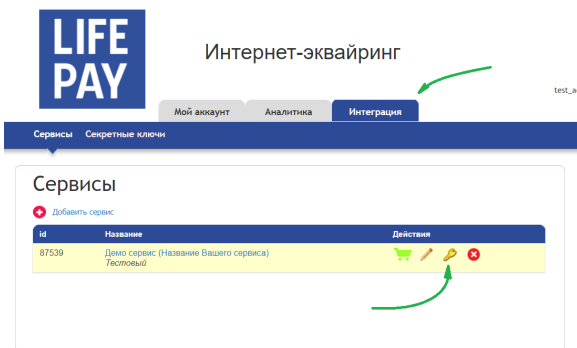 LIFE
PAY
Интернет-эквайринг
Мой аккаунт Аналитика Интеграция
Сервисы Секретные ключи
Сервисы
Добавить сервис
id Название Действия
87539 Демо сервис (Название Вашего сервиса)
Тестовый